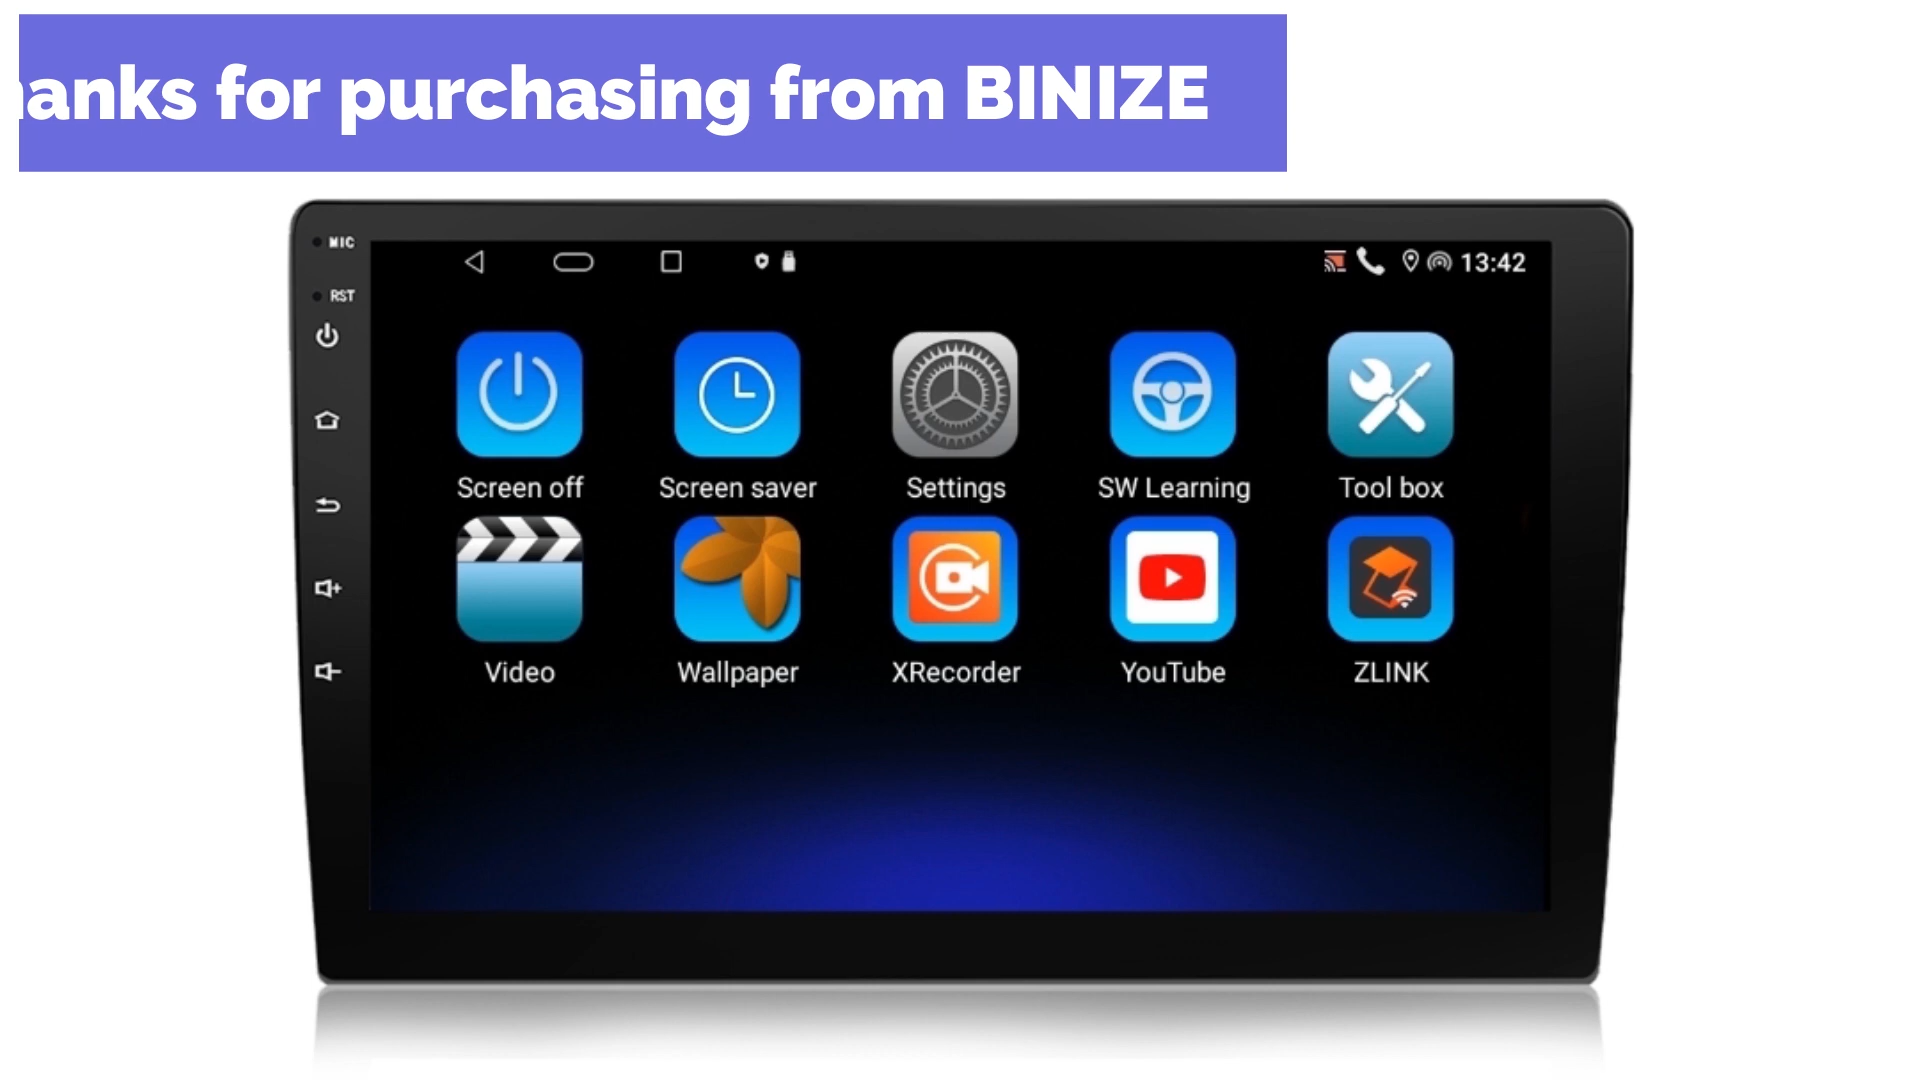 hanks for purchasing from BINIZE
MIC
13:42
RST
Screen off
Screen saver
Settings
SW Learning
Tool box
Video
Wallpaper
XRecorder
YouTube
ZLINK